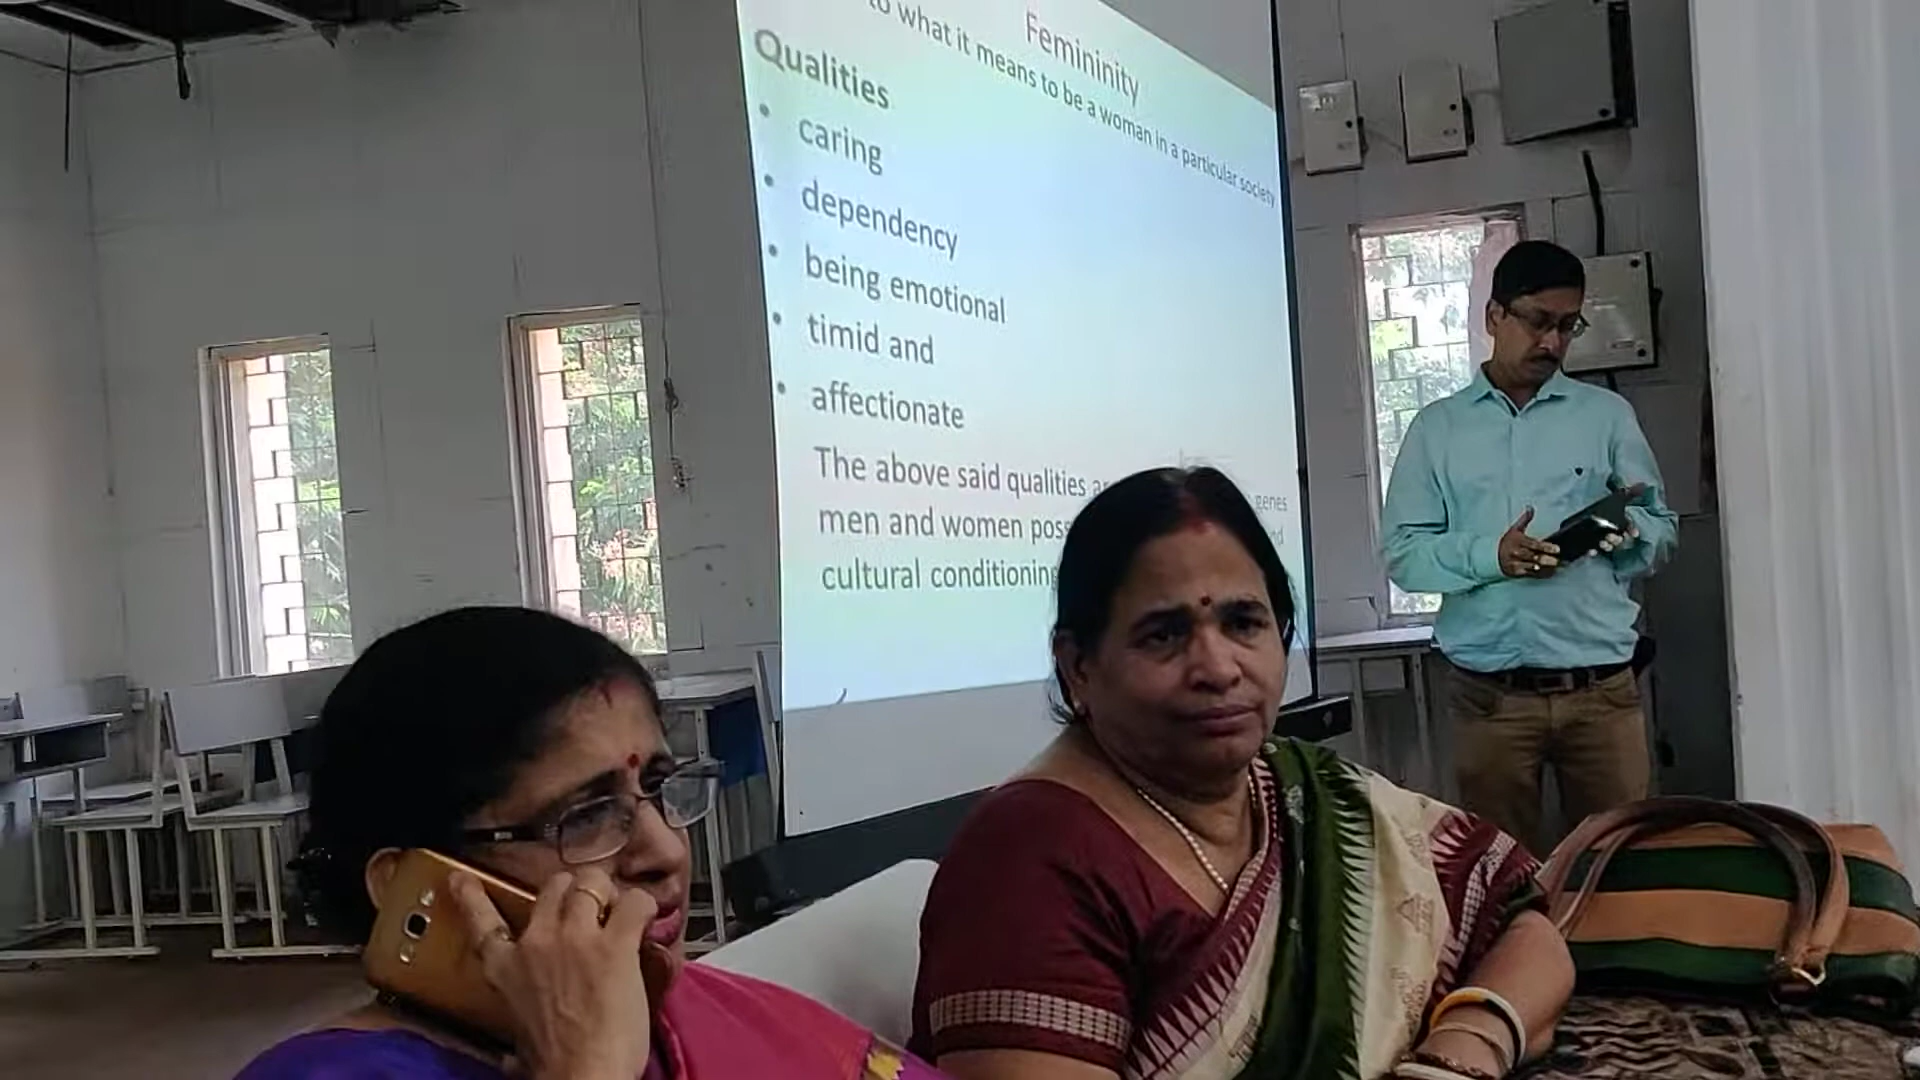 Femininity
to what it means to be a woman in a particular society
Qualities
• caring
• dependency
• being emotional
• timid and
• affectionate
The above said qualities genes
men and women
cultural conditioning